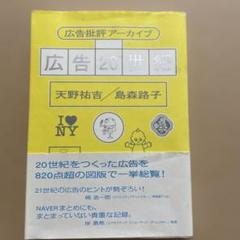 広告批評アーカイブ
広告20世紀
天野祐吉／島森路子
I NY
20世紀をつくった広告を
820点超の図版で一挙総覧!
21世紀の広告のヒントが勢ぞろい!
NAVERまとめにも、
まとまっていない貴重な記録。